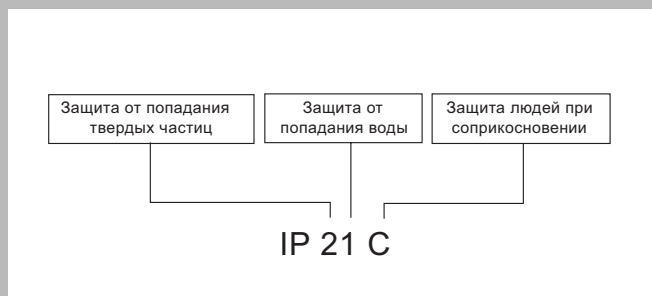 Защита от попадания
твердых частиц
Защита от
попадания воды
Защита людей при
соприкосновении
IP 21 C